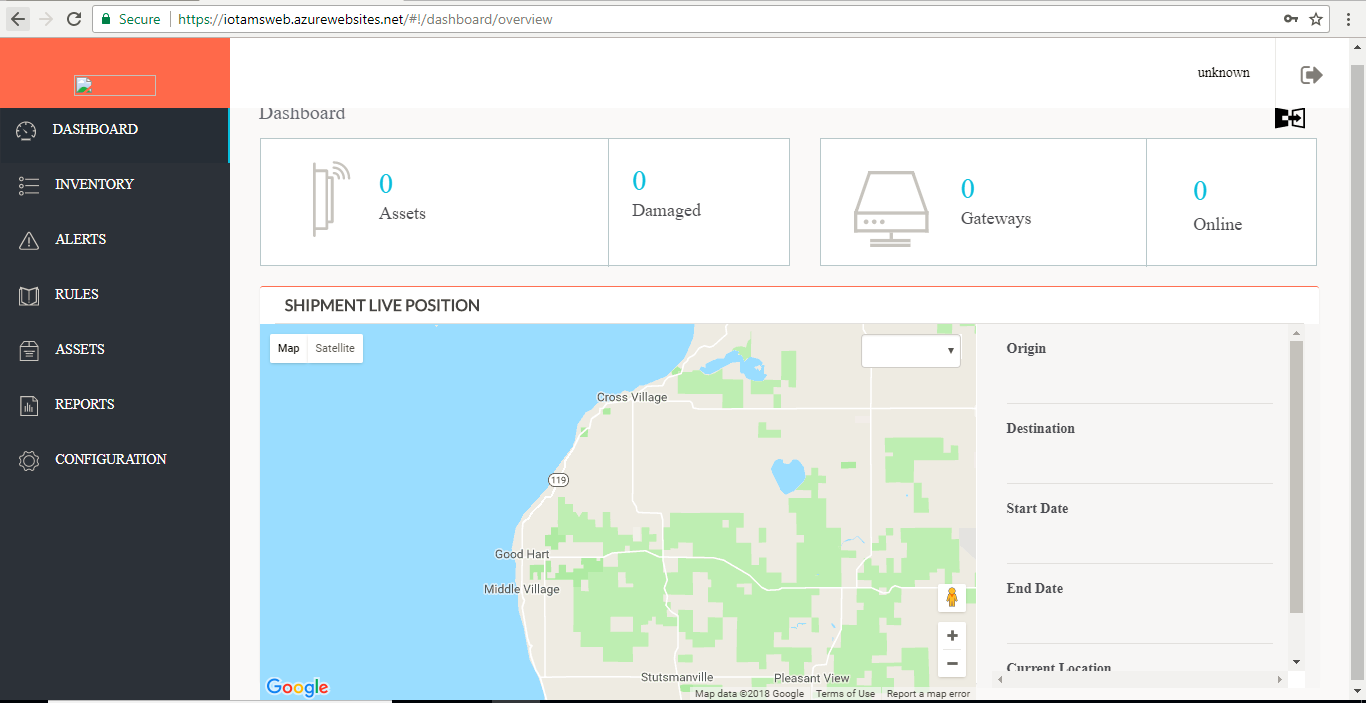 Secure
https://iotamsweb.azurewebsites.net/#!/dashboard/overview
unknown
DASHBOARD
INVENTORY
ALERTS
RULES
ASSETS
REPORTS
CONFIGURATION
Dashboard
0
Assets
0
Damaged
0
Gateways
0
Online
SHIPMENT LIVE POSITION
Map Satellite
Cross Village
119
Good Hart
Middle Village
Stutsmanville
Pleasant View
Google
Map data ©2018 Google Terms of Use Report a map error
Origin
Destination
Start Date
End Date
Current Location